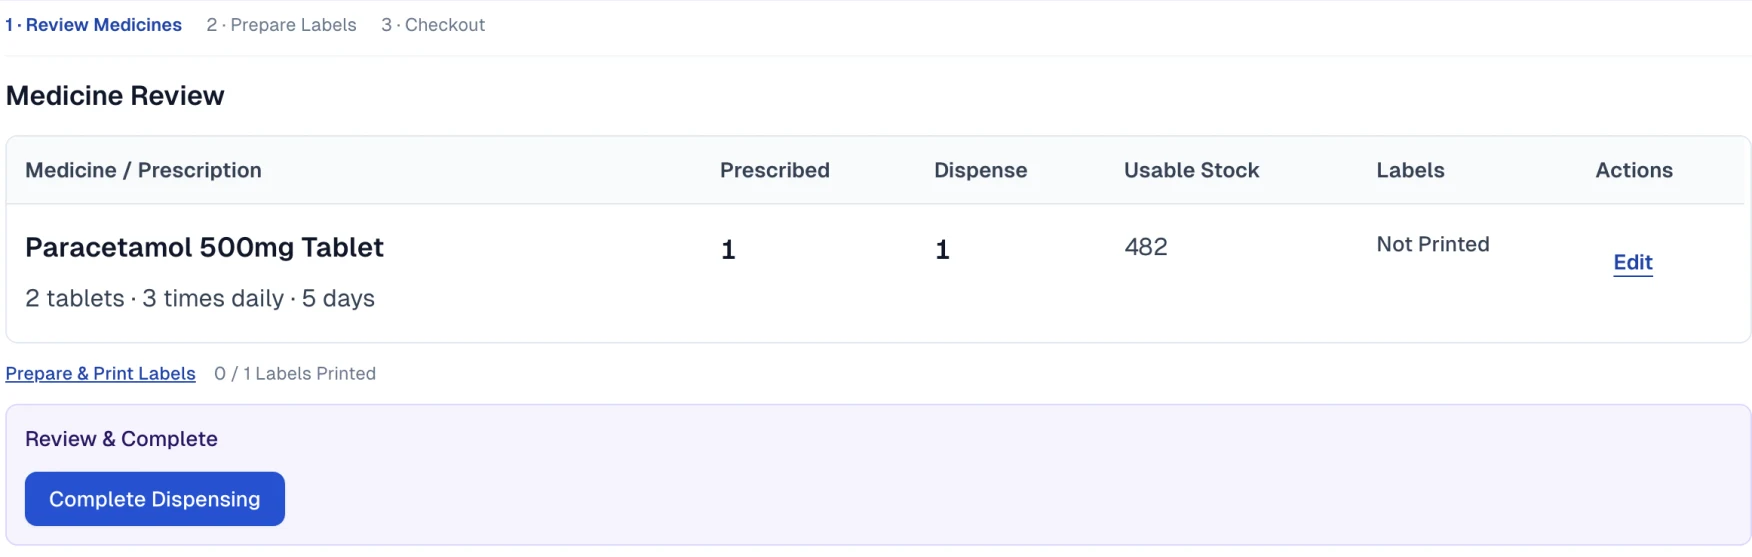 1 · Review Medicines 2 · Prepare Labels 3 · Checkout
Medicine Review
Medicine / Prescription Prescribed Dispense Usable Stock Labels Actions
Paracetamol 500mg Tablet 1 1 482 Not Printed Edit
2 tablets · 3 times daily · 5 days
Prepare & Print Labels 0 / 1 Labels Printed
Review & Complete
Complete Dispensing